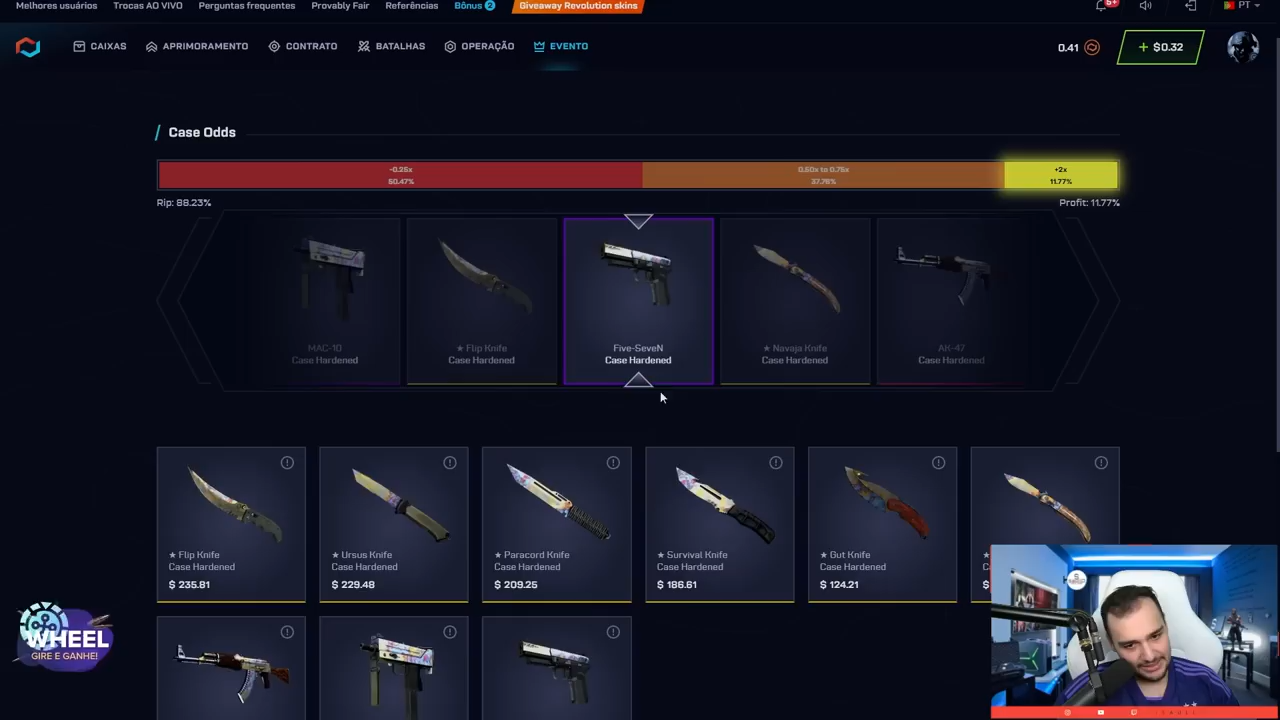 Melhores usuários Trocas AO VIVO Perguntas frequentes Provably Fair Referências Bônus 2 Giveaway Revolution skins 5+ PT
CAIXAS APRIMORAMENTO CONTRATO BATALHAS OPERAÇÃO EVENTO 0.41 + $0.32
Case Odds
-0.25x 0.50x to 0.75x +2x
50.47% 37.76% 11.77%
Rip: 88.23% Profit: 11.77%
MAC-10 ★ Flip Knife Five-SeveN ★ Navaja Knife AK-47
Case Hardened Case Hardened Case Hardened Case Hardened Case Hardened
★ Flip Knife ★ Ursus Knife ★ Paracord Knife ★ Survival Knife ★ Gut Knife
Case Hardened Case Hardened Case Hardened Case Hardened Case Hardened
$ 235.81 $ 229.48 $ 209.25 $ 186.61 $ 124.21
WHEEL
GIRE E GANHE!